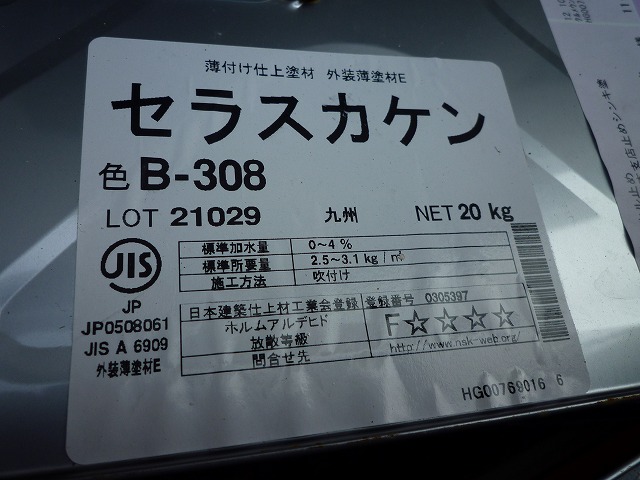 薄付け仕上塗材 外装薄塗材E
セラスカケン
色 B-308
LOT 21029 九州 NET 20 kg
標準加水量 0～4 %
標準所要量 2.5～3.1 kg / ㎡
施工方法 吹付け
JIS
JP
JP0508061
JIS A 6909
外装薄塗材E
日本建築仕上材工業会登録 登録番号 0305397
ホルムアルデヒド
放散等級
F☆☆☆☆
問合せ先 http://www.nsk-web.org/
HG00769016 6